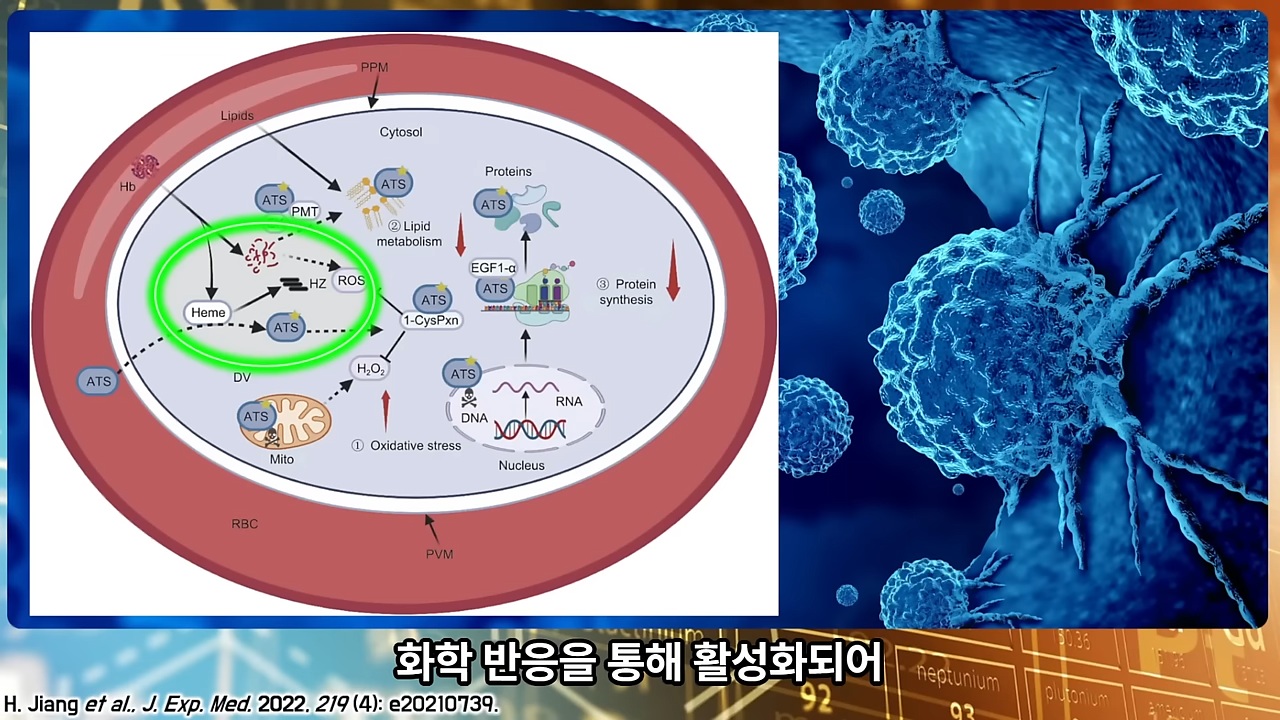 PPM
Lipids
Cytosol
Hb
ATS
PMT
ATS
② Lipid
metabolism
Proteins
ATS
EGF1-α
ATS
③ Protein
synthesis
HZ
ROS
Heme
ATS
ATS
1-CysPxn
H₂O₂
ATS
DV
ATS
Mito
① Oxidative stress
ATS
DNA
RNA
Nucleus
RBC
PVM
화학 반응을 통해 활성화되어
H. Jiang et al., J. Exp. Med. 2022, 219 (4): e20210739.
92
neptunium
93
plutonium